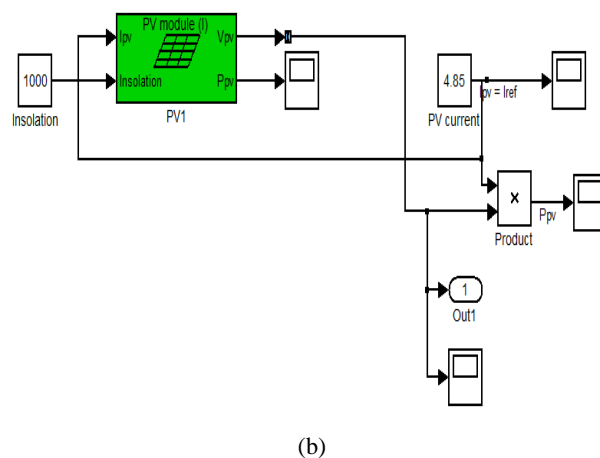 PV module (I)
Ipv
Vpv
Insolation
Ppv
PV1
1000
Insolation
4.85
PV current
Ipv = Iref
×
Product
Ppv
1
Out1
(b)